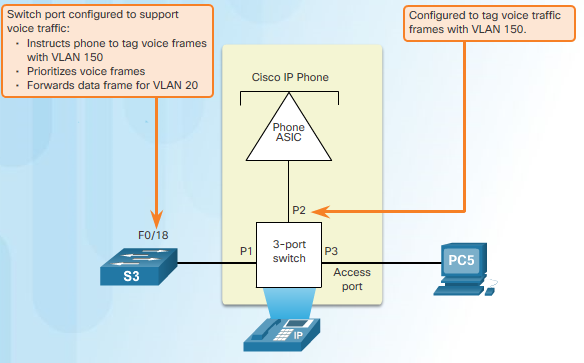 Switch port configured to support
voice traffic:
• Instructs phone to tag voice frames
with VLAN 150
• Prioritizes voice frames
• Forwards data frame for VLAN 20
Configured to tag voice traffic
frames with VLAN 150.
Cisco IP Phone
Phone
ASIC
P2
F0/18
P1
3-port
switch
P3
Access
port
S3
PC5
IP